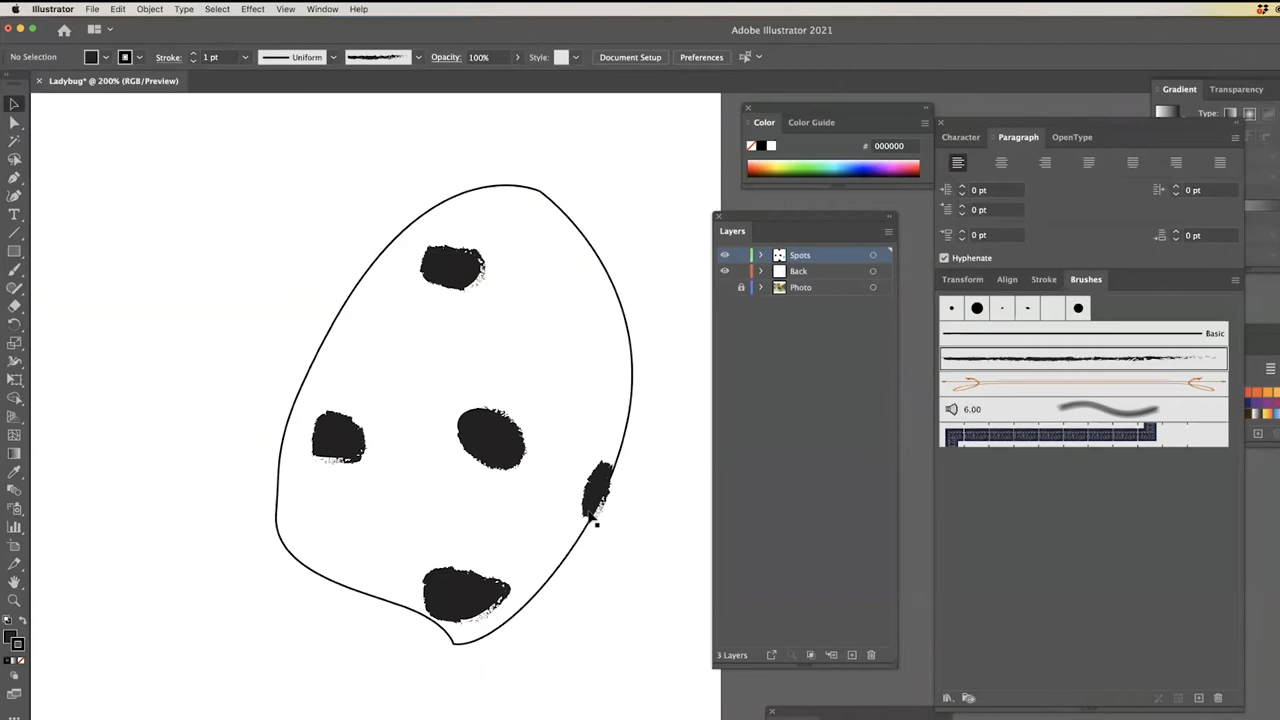 Illustrator File Edit Object Type Select Effect View Window Help
Adobe Illustrator 2021
No Selection Stroke: 1 pt Uniform Opacity: 100% Style: Document Setup Preferences
Ladybug* @ 200% (RGB/Preview)
Gradient Transparency
Type:
Color Color Guide
# 000000
Character Paragraph OpenType
0 pt 0 pt
0 pt
0 pt 0 pt
Hyphenate
Layers
Spots
Back
Photo
3 Layers
Transform Align Stroke Brushes
Basic
6.00